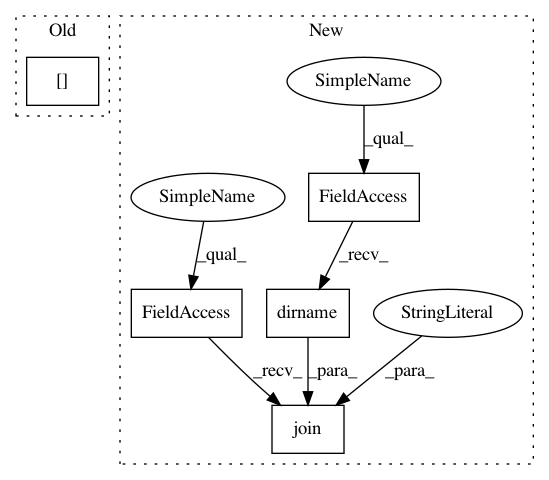 Old
New
[]
SimpleName
_qual_
SimpleName
FieldAccess
_qual_
_recv_
FieldAccess
dirname
StringLiteral
_recv_
_para_
_para_
join